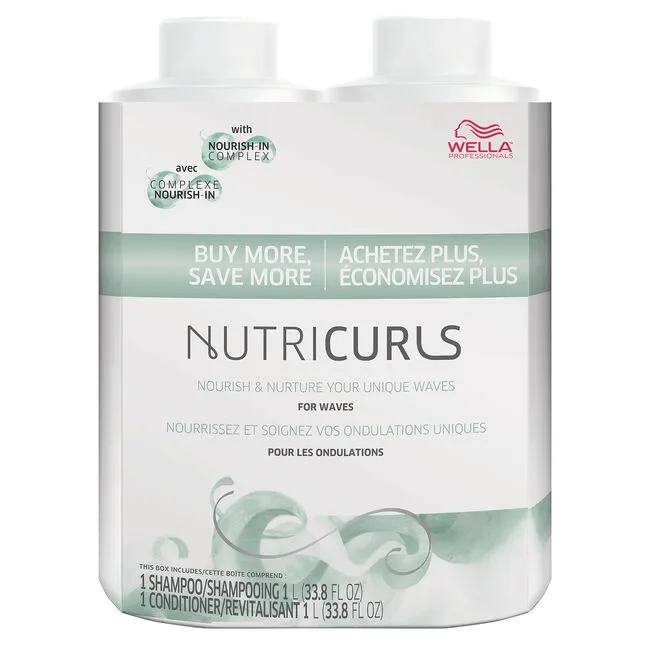 with
NOURISH-IN
COMPLEX
avec
COMPLEXE
NOURISH-IN
WELLA
PROFESSIONALS
BUY MORE,
SAVE MORE
ACHETEZ PLUS,
ÉCONOMISEZ PLUS
NUTRICURLS
NOURISH & NURTURE YOUR UNIQUE WAVES
FOR WAVES
NOURRISSEZ ET SOIGNEZ VOS ONDULATIONS UNIQUES
POUR LES ONDULATIONS
THIS BOX INCLUDES/CETTE BOÎTE COMPREND :
1 SHAMPOO/SHAMPOOING 1 L (33.8 FL OZ)
1 CONDITIONER/REVITALISANT 1 L (33.8 FL OZ)